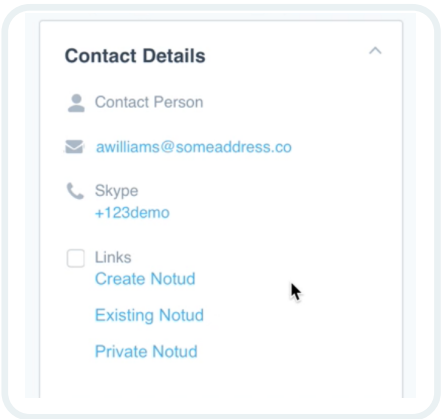 Contact Details
Contact Person
awilliams@someaddress.co
Skype
+123demo
Links
Create Notud
Existing Notud
Private Notud